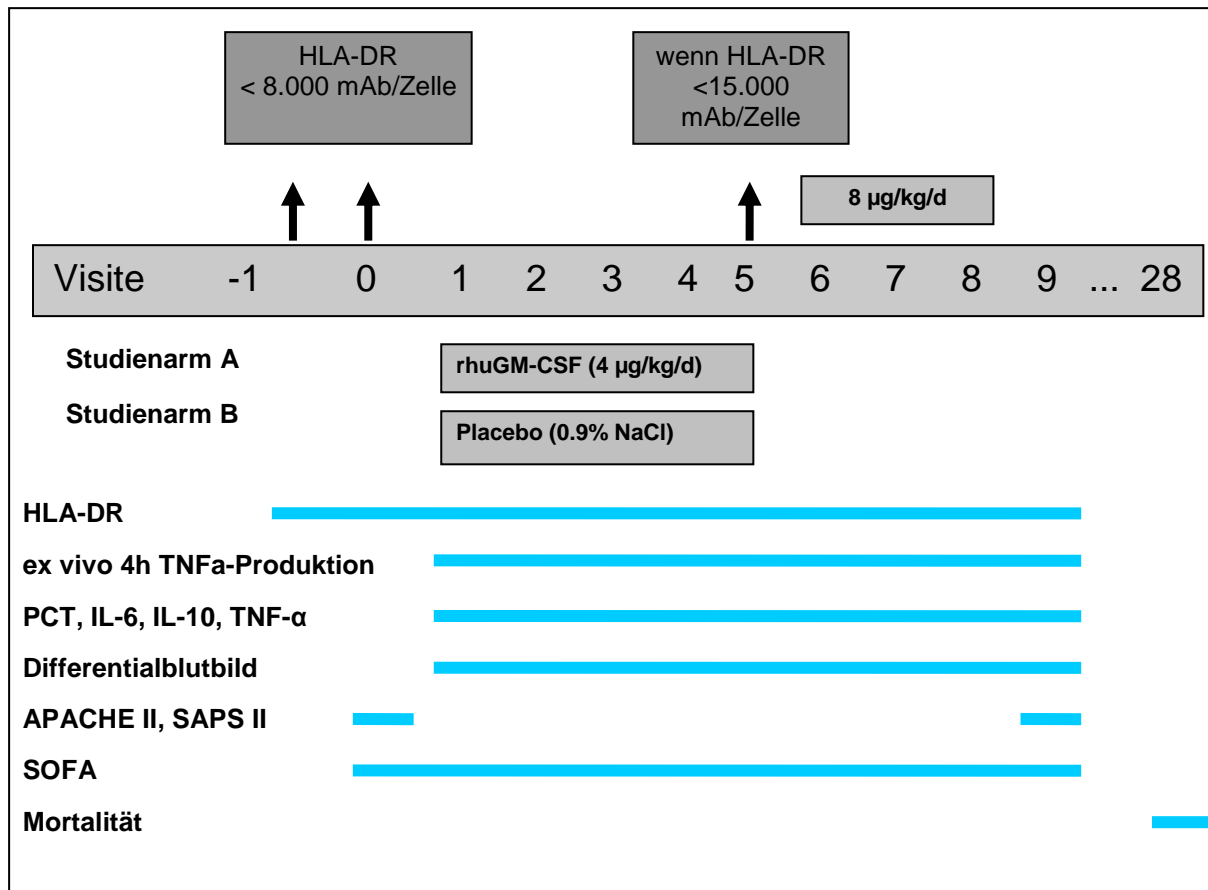 HLA-DR
< 8.000 mAb/Zelle
wenn HLA-DR
<15.000
mAb/Zelle
8 µg/kg/d
Visite -1 0 1 2 3 4 5 6 7 8 9 ... 28
Studienarm A
rhuGM-CSF (4 µg/kg/d)
Studienarm B
Placebo (0.9% NaCl)
HLA-DR
ex vivo 4h TNFa-Produktion
PCT, IL-6, IL-10, TNF-α
Differentialblutbild
APACHE II, SAPS II
SOFA
Mortalität